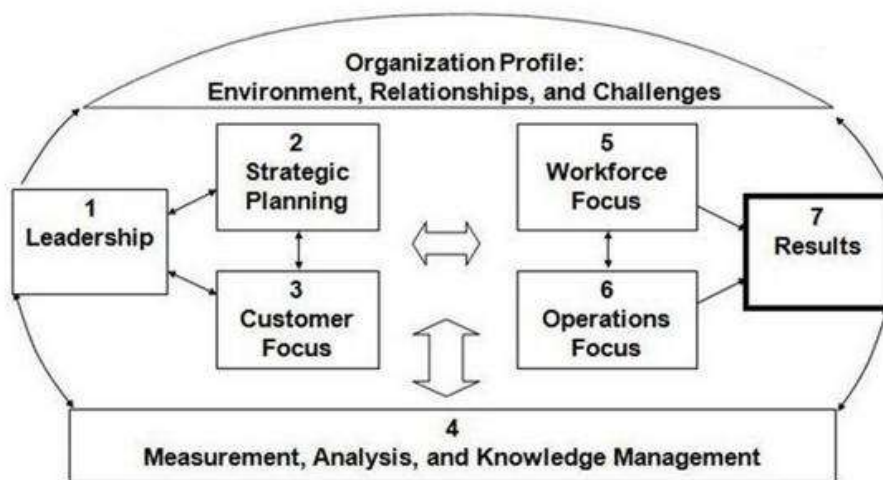 Organization Profile:
Environment, Relationships, and Challenges
1
Leadership
2
Strategic
Planning
3
Customer
Focus
5
Workforce
Focus
6
Operations
Focus
7
Results
4
Measurement, Analysis, and Knowledge Management